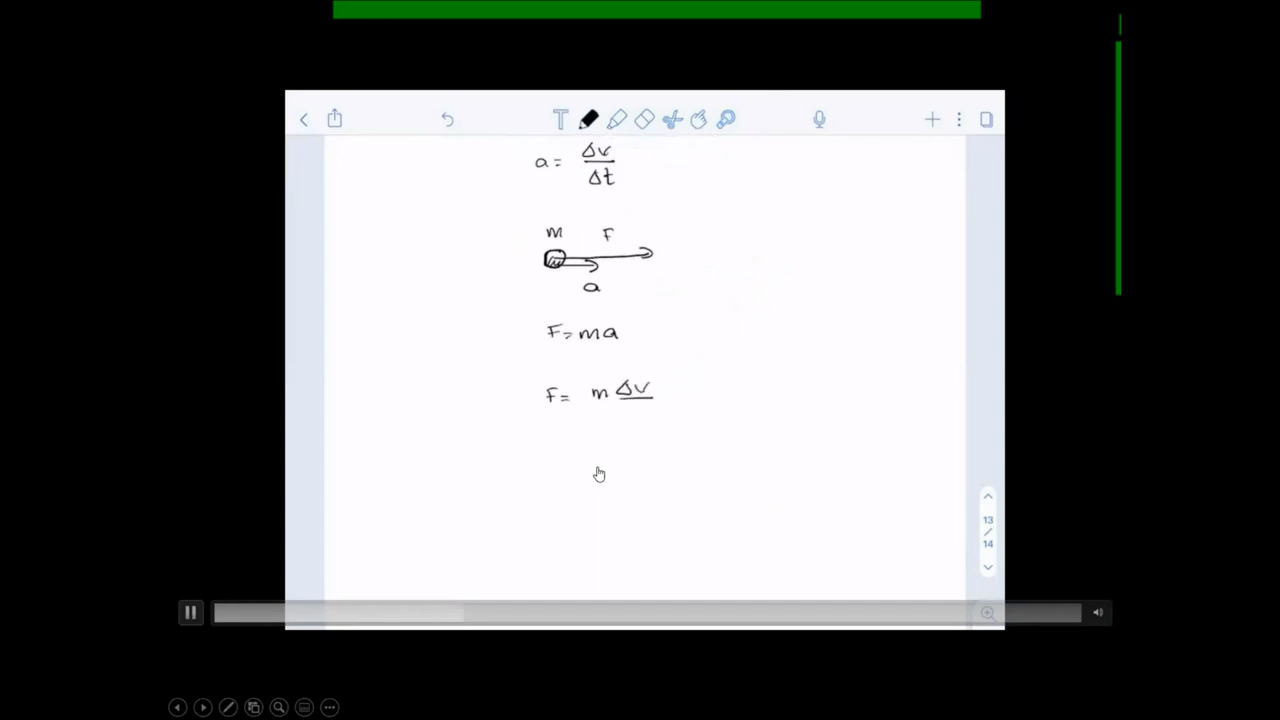 T
a = Δv
Δt
m F
a
F = ma
F = m Δv
13
/
14